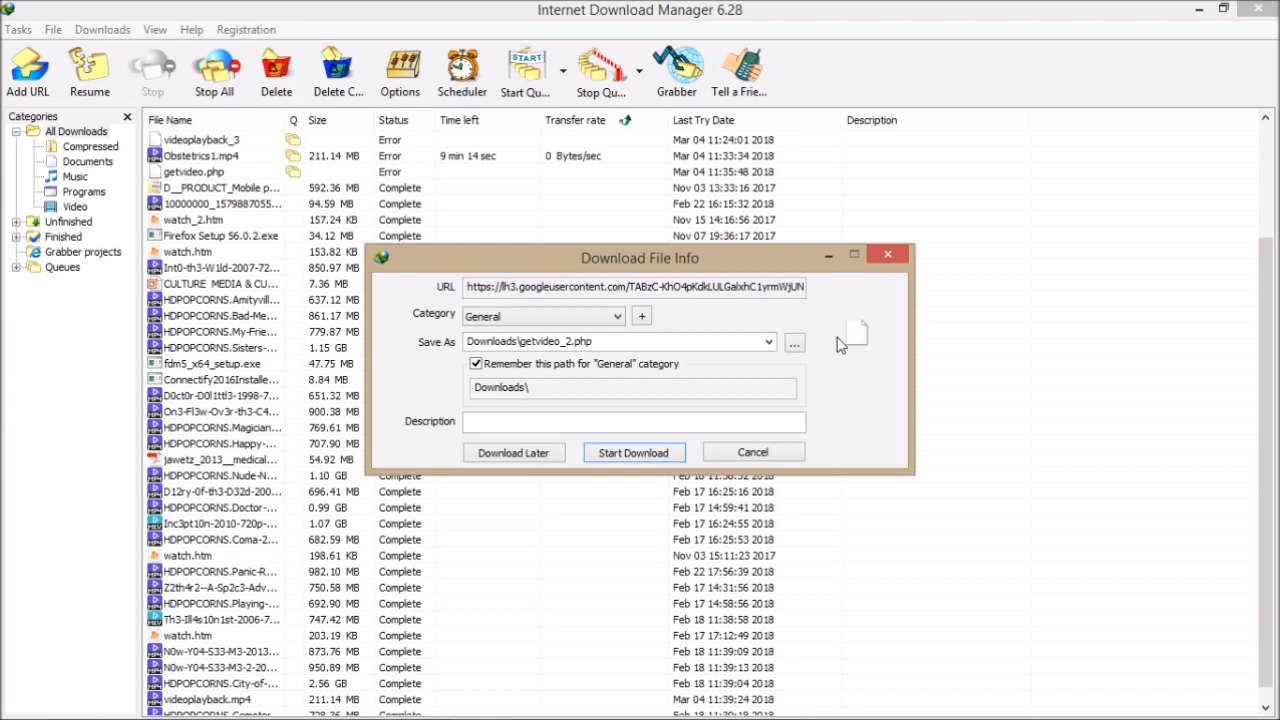 Internet Download Manager 6.28
Tasks File Downloads View Help Registration
Add URL Resume Stop Stop All Delete Delete C... Options Scheduler Start Qu... Stop Qu... Grabber Tell a Frie...
Categories
All Downloads
Compressed
Documents
Music
Programs
Video
Unfinished
Finished
Grabber projects
Queues
File Name Q Size Status Time left Transfer rate Last Try Date Description
videoplayback_3 Error Mar 04 11:24:01 2018
Obstetrics1.mp4 211.14 MB Error 9 min 14 sec 0 Bytes/sec Mar 04 11:33:34 2018
getvideo.php Error Mar 04 11:35:48 2018
D__PRODUCT_Mobile p... 592.36 MB Complete Nov 03 13:33:16 2017
10000000_1579887055... 94.59 MB Complete Feb 22 16:15:32 2018
watch_2.htm 157.24 KB Complete Nov 15 14:16:56 2017
Firefox Setup 56.0.2.exe 34.12 MB Complete Nov 07 19:36:17 2017
watch.htm 153.82 KB
Int0-th3-W1ld-2007-72... 850.97 MB
CULTURE MEDIA & CU... 7.36 MB
HDPOPCORNS.Amityvill... 637.12 MB
HDPOPCORNS.Bad-Me... 861.17 MB
HDPOPCORNS.My-Frie... 779.87 MB
HDPOPCORNS.Sisters-... 1.15 GB
fdm5_x64_setup.exe 47.75 MB
Connectify2016Installe... 8.84 MB
D0ct0r-D0l1ttl3-1998-7... 651.32 MB
On3-Fl3w-Ov3r-th3-C4... 900.38 MB
HDPOPCORNS.Magician... 769.61 MB
HDPOPCORNS.Happy-... 707.90 MB
jawetz_2013__medical... 54.92 MB
HDPOPCORNS.Nude-N... 1.10 GB Complete Feb 18 11:38:52 2018
D12ry-0f-th3-D32d-200... 696.41 MB Complete Feb 17 16:25:16 2018
HDPOPCORNS.Doctor-... 0.99 GB Complete Feb 17 14:59:41 2018
Inc3pt10n-2010-720p-... 1.07 GB Complete Feb 17 16:24:55 2018
HDPOPCORNS.Coma-2... 682.59 MB Complete Feb 17 16:25:53 2018
watch.htm 198.61 KB Complete Nov 03 15:11:23 2017
HDPOPCORNS.Panic-R... 982.10 MB Complete Feb 22 17:56:39 2018
Z2th4r2--A-Sp2c3-Adv... 750.58 MB Complete Feb 17 14:31:56 2018
HDPOPCORNS.Playing-... 692.90 MB Complete Feb 17 14:58:56 2018
Th3-Ill4s10n1st-2006-7... 747.42 MB Complete Feb 18 11:38:58 2018
watch.htm 203.19 KB Complete Feb 17 17:12:49 2018
N0w-Y04-S33-M3-2013... 873.76 MB Complete Feb 18 11:39:09 2018
N0w-Y04-S33-M3-2-20... 950.89 MB Complete Feb 18 11:39:13 2018
HDPOPCORNS.City-of-... 2.56 GB Complete Feb 18 11:39:04 2018
videoplayback.mp4 211.14 MB Complete Mar 04 11:39:24 2018
Download File Info
URL https://lh3.googleusercontent.com/TABzC-KhO4pKdkLULGalxhC1yrmWjUN
Category General +
Save As Downloads\getvideo_2.php ...
Remember this path for "General" category
Downloads\
Description
Download Later Start Download Cancel